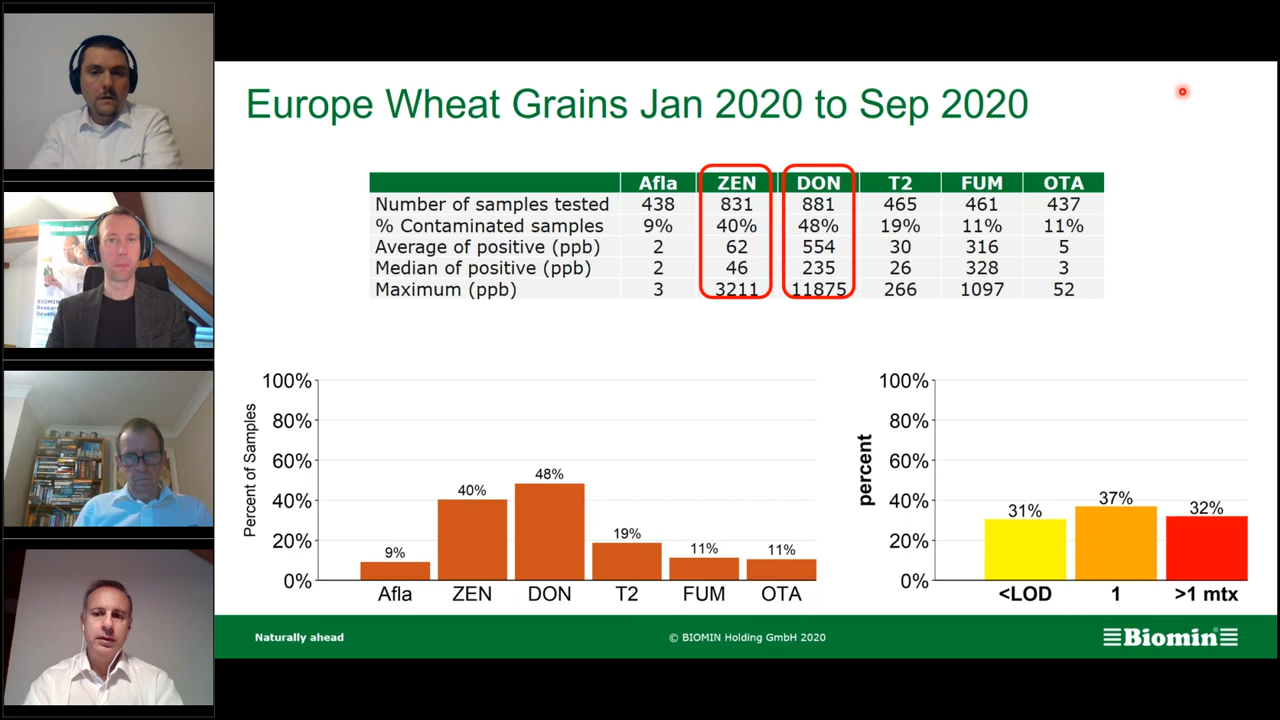 Europe Wheat Grains Jan 2020 to Sep 2020
Afla ZEN DON T2 FUM OTA
Number of samples tested 438 831 881 465 461 437
% Contaminated samples 9% 40% 48% 19% 11% 11%
Average of positive (ppb) 2 62 554 30 316 5
Median of positive (ppb) 2 46 235 26 328 3
Maximum (ppb) 3 3211 11875 266 1097 52
Percent of Samples
100%
80%
60%
40%
20%
0%
9% 40% 48% 19% 11% 11%
Afla ZEN DON T2 FUM OTA
percent
100%
80%
60%
40%
20%
0%
31% 37% 32%
<LOD 1 >1 mtx
Naturally ahead
© BIOMIN Holding GmbH 2020
Biomin®
BIOMIN